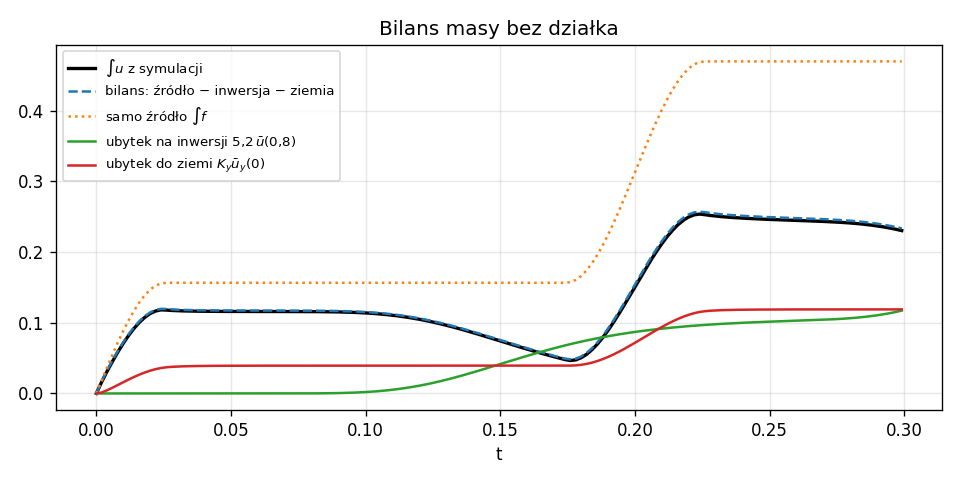 Bilans masy bez działka
∫u z symulacji
bilans: źródło − inwersja − ziemia
samo źródło ∫f
ubytek na inwersji 5,2 ū(0,8)
ubytek do ziemi K_y ū_y(0)
0.4
0.3
0.2
0.1
0.0
0.00 0.05 0.10 0.15 0.20 0.25 0.30
t